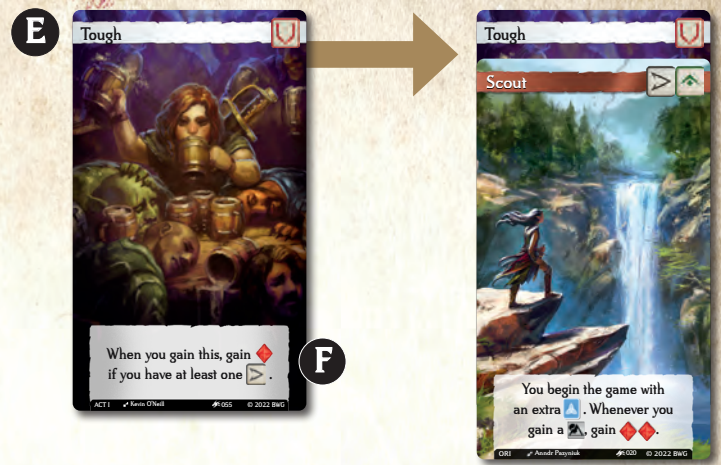 E
Tough
When you gain this, gain
if you have at least one .
F
ACT I Kevin O'Neill 055 © 2022 BWG
Tough
Scout
You begin the game with
an extra . Whenever you
gain a , gain .
ORI Anndr Pazyniuk 020 © 2022 BWG